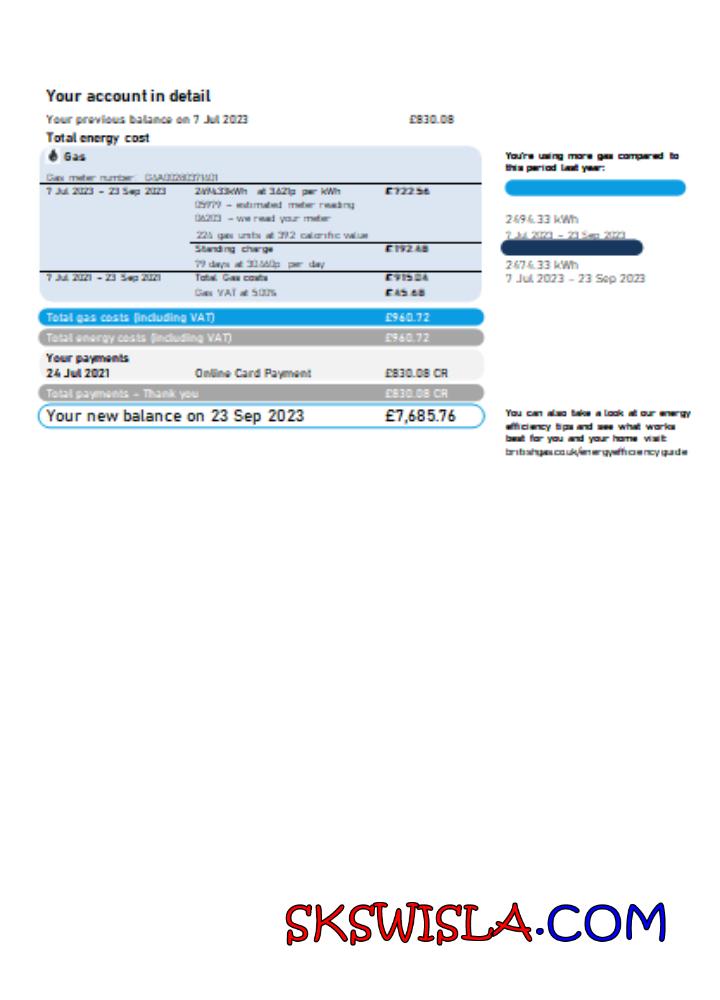 Your account in detail
Your previous balance on 7 Jul 2023 £830.08
Total energy cost
Gas
Gas meter number:
7 Jul 2023 - 23 Sep 2023 per kWh £722.56
05979 - estimated meter reading
06203 - we read your meter
224 gas units at 39.2 calorific value
Standing charge £192.48
79 days at per day
7 Jul 2021 - 23 Sep 2021 Total Gas costs £915.04
Gas VAT at 5.00% £45.68
Total gas costs (including VAT) £960.72
Total energy costs (including VAT) £960.72
Your payments
24 Jul 2021 Online Card Payment £830.08 CR
Total payments - Thank you £830.08 CR
Your new balance on 23 Sep 2023 £7,685.76
You're using more gas compared to
this period last year:
2494.33 kWh
7 Jul 2023 - 23 Sep 2023
2474.33 kWh
7 Jul 2023 - 23 Sep 2023
You can also take a look at our energy
efficiency tips and see what works
best for you and your home visit:
britishgas.co.uk/energyefficiencyguide
SKSWISLA.COM